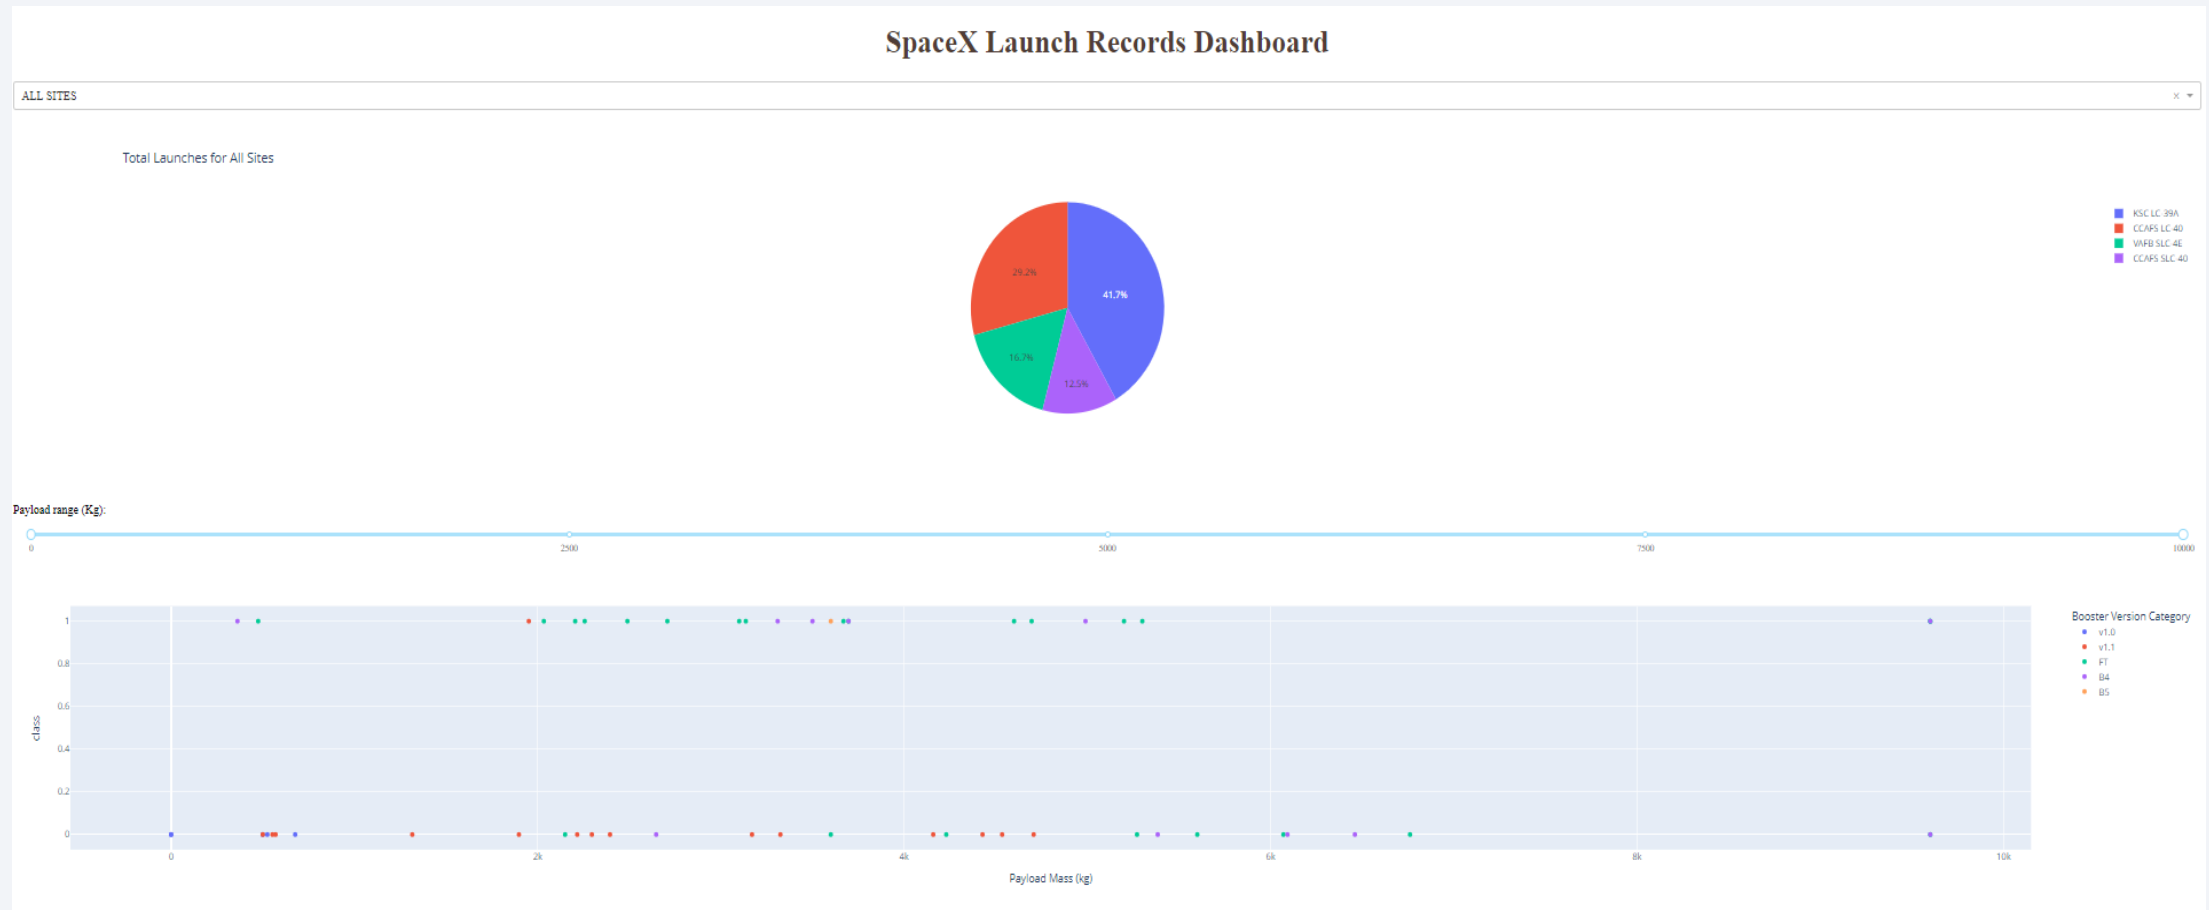 SpaceX Launch Records Dashboard
ALL SITES
Total Launches for All Sites
KSC LC-39A
CCAFS LC-40
VAFB SLC-4E
CCAFS SLC-40
29.2%
41.7%
16.7%
12.5%
Payload range (Kg):
0 2500 5000 7500 10000
Booster Version Category
v1.0
v1.1
FT
B4
B5
class
1
0.8
0.6
0.4
0.2
0
0 2k 4k 6k 8k 10k
Payload Mass (kg)